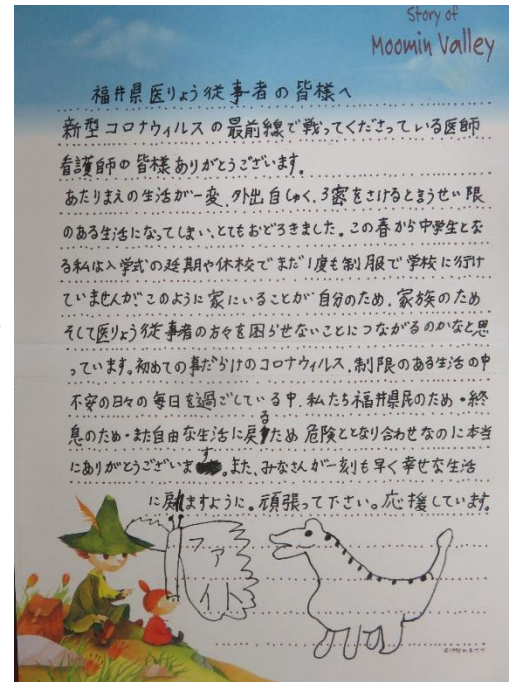 Story of
Moomin Valley
福井県医りょう従事者の皆様へ
新型コロナウィルスの最前線で戦ってくださっている医師
看護師の皆様ありがとうございます。
あたりまえの生活が一変、外出自しゅく、3密をさけると言うせい限
のある生活になってしまい、とてもおどろきました。この春から中学生とな
る私は入学式の延期や休校でまだ1度も制服で学校に行け
ていませんが、このように家にいることが自分のため、家族のため
そして医りょう従事者の方々を困らせないことにつながるのかなと思
っています。初めての事だらけのコロナウィルス、制限のある生活の中
不安の日々の毎日を過ごしている中、私たち福井県民のため・終
息のため・また自由な生活に戻るため 危険ととなり合わせなのに本当
にありがとうございます。また、みなさんが一刻も早く幸せな生活
に戻れますように。頑張って下さい。応援しています。
ファ
イト